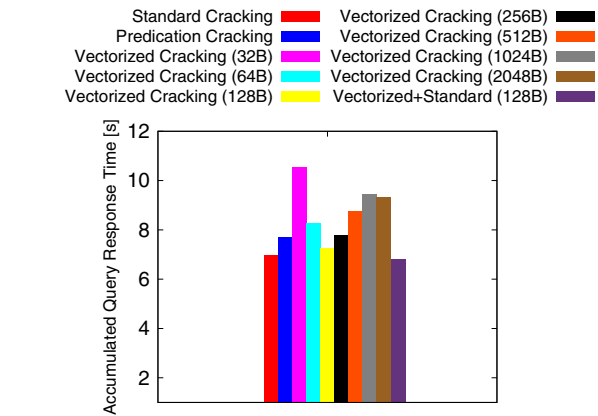 Standard Cracking
Predication Cracking
Vectorized Cracking (32B)
Vectorized Cracking (64B)
Vectorized Cracking (128B)
Vectorized Cracking (256B)
Vectorized Cracking (512B)
Vectorized Cracking (1024B)
Vectorized Cracking (2048B)
Vectorized+Standard (128B)
Accumulated Query Response Time [s]
12
10
8
6
4
2